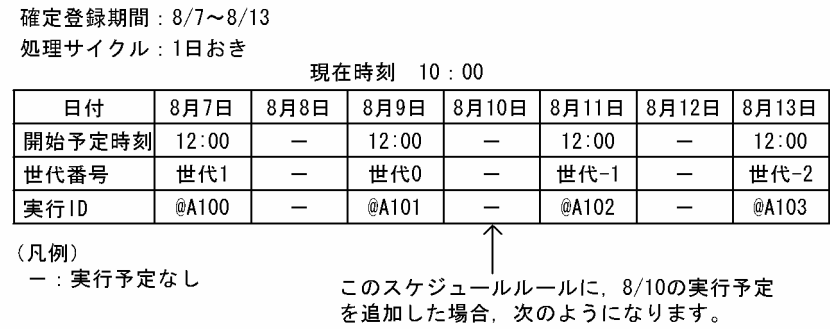 確定登録期間：8/7～8/13
処理サイクル：1日おき
現在時刻　10：00
日付 8月7日 8月8日 8月9日 8月10日 8月11日 8月12日 8月13日
開始予定時刻 12:00 － 12:00 － 12:00 － 12:00
世代番号 世代1 － 世代0 － 世代-1 － 世代-2
実行ID @A100 － @A101 － @A102 － @A103
（凡例）
－：実行予定なし
このスケジュールルールに，8/10の実行予定
を追加した場合，次のようになります。